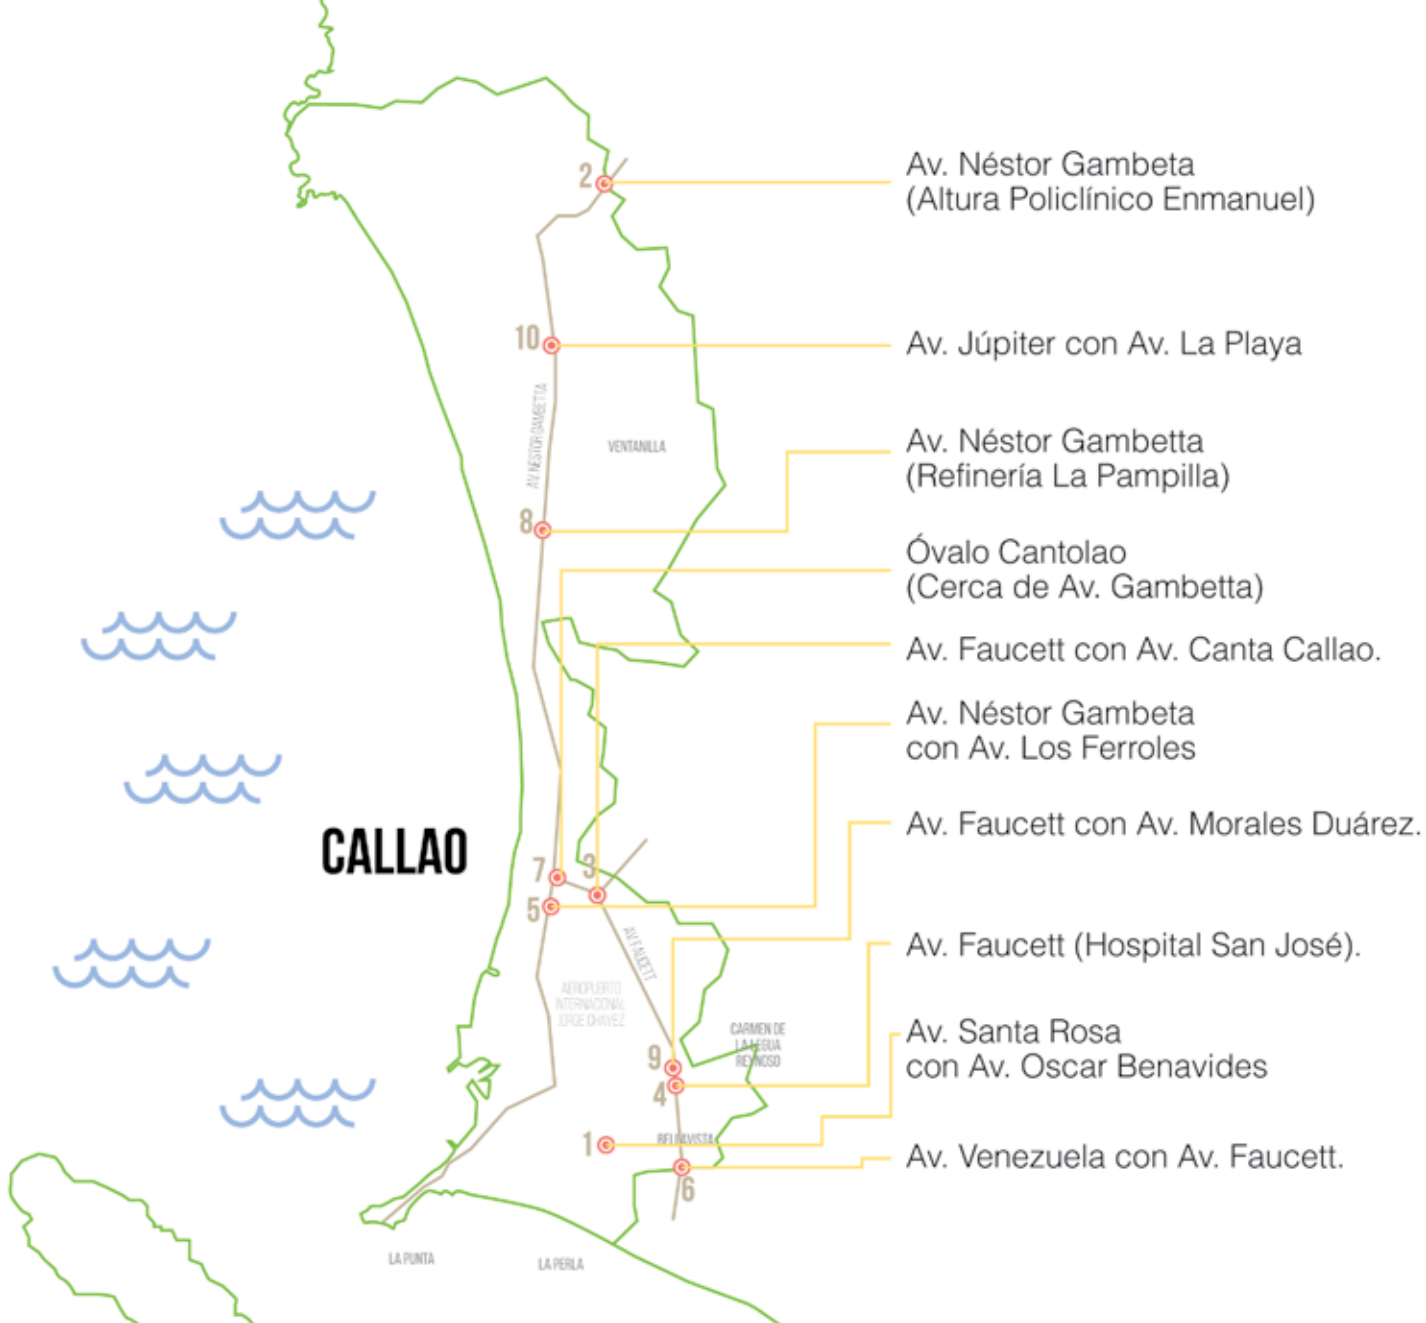 2
Av. Néstor Gambeta
(Altura Policlínico Enmanuel)
10
Av. Júpiter con Av. La Playa
AV. NÉSTOR GAMBETTA
VENTANILLA
Av. Néstor Gambetta
(Refinería La Pampilla)
8
Óvalo Cantolao
(Cerca de Av. Gambetta)
Av. Faucett con Av. Canta Callao.
Av. Néstor Gambeta
con Av. Los Ferroles
CALLAO
Av. Faucett con Av. Morales Duárez.
7
3
5
AV. FAUCETT
Av. Faucett (Hospital San José).
AEROPUERTO
INTERNACIONAL
JORGE CHAVEZ
CARMEN DE
LA LEGUA
REYNOSO
Av. Santa Rosa
con Av. Oscar Benavides
9
4
1
BELLAVISTA
Av. Venezuela con Av. Faucett.
6
LA PUNTA
LA PERLA